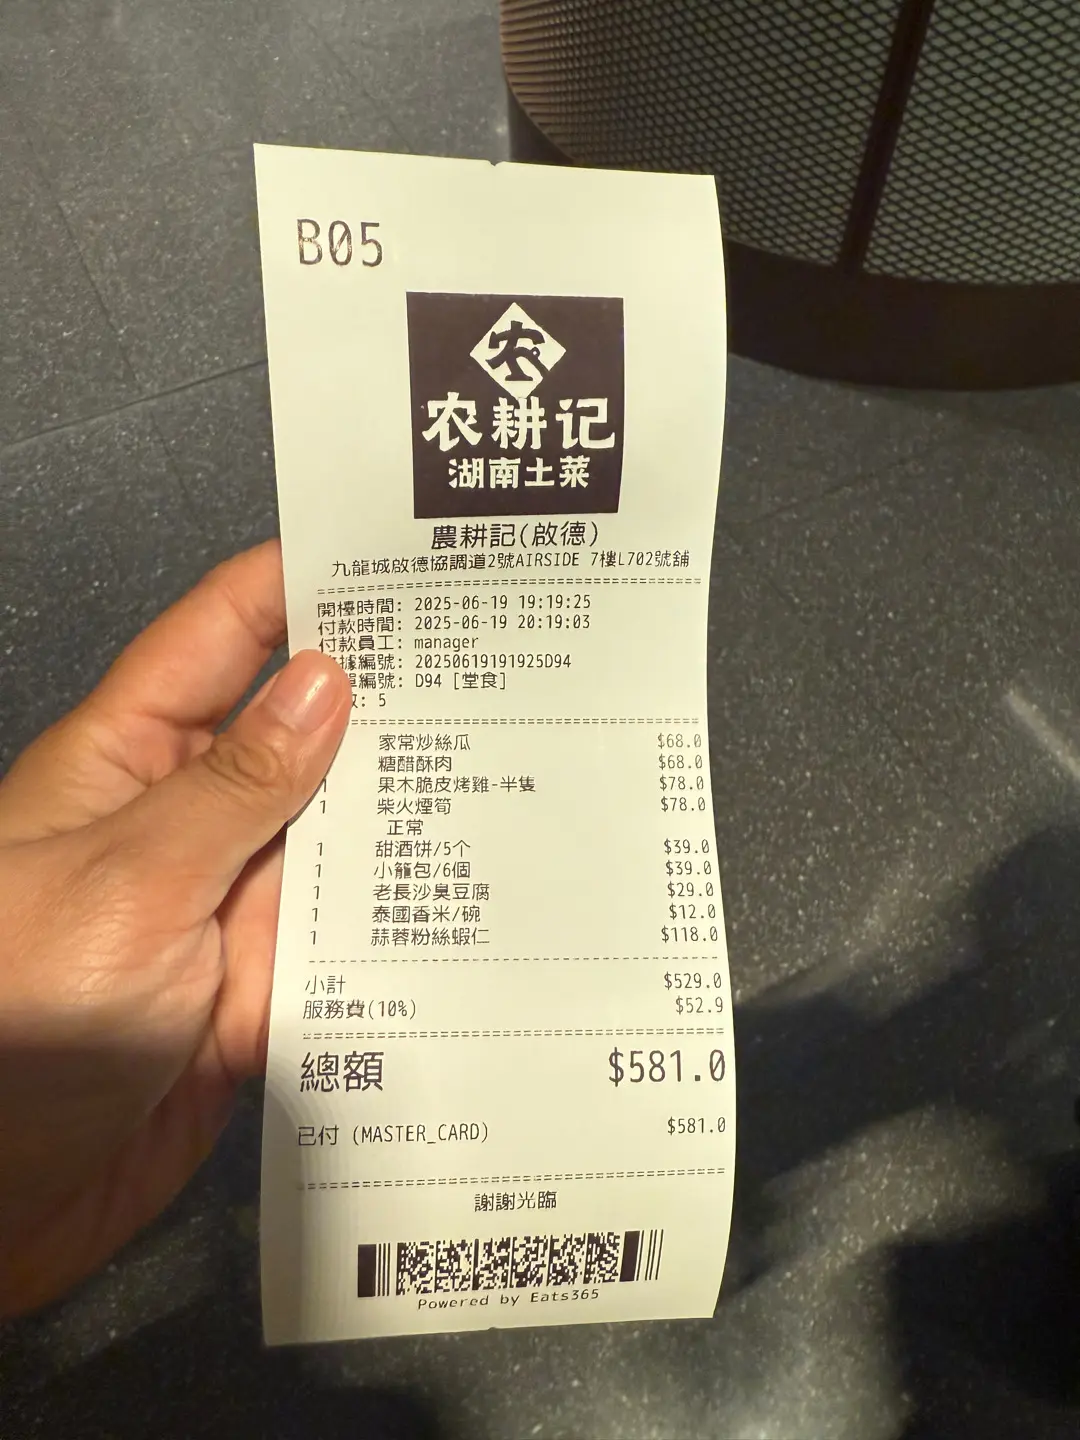 B05
农
农耕记
湖南土菜
農耕記(啟德)
九龍城啟德協調道2號AIRSIDE 7樓L702號舖
開檯時間: 2025-06-19 19:19:25
付款時間: 2025-06-19 20:19:03
付款員工: manager
據編號: 20250619191925D94
單編號: D94 [堂食]
數: 5
家常炒絲瓜 $68.0
糖醋酥肉 $68.0
1 果木脆皮烤雞-半隻 $78.0
1 柴火煙筍 $78.0
正常
1 甜酒饼/5个 $39.0
1 小籠包/6個 $39.0
1 老長沙臭豆腐 $29.0
1 泰國香米/碗 $12.0
1 蒜蓉粉絲蝦仁 $118.0
小計 $529.0
服務費(10%) $52.9
總額 $581.0
已付 (MASTER_CARD) $581.0
謝謝光臨
Powered by Eats365